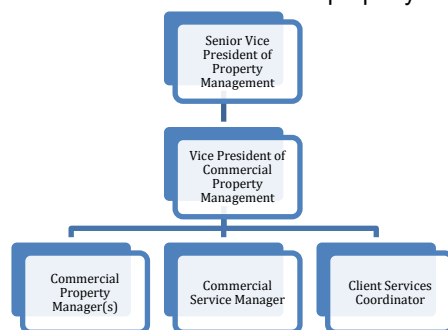 property
Senior Vice
President of
Property
Management
Vice President of
Commercial
Property
Management
Commercial
Property
Manager(s)
Commercial
Service Manager
Client Services
Coordinator